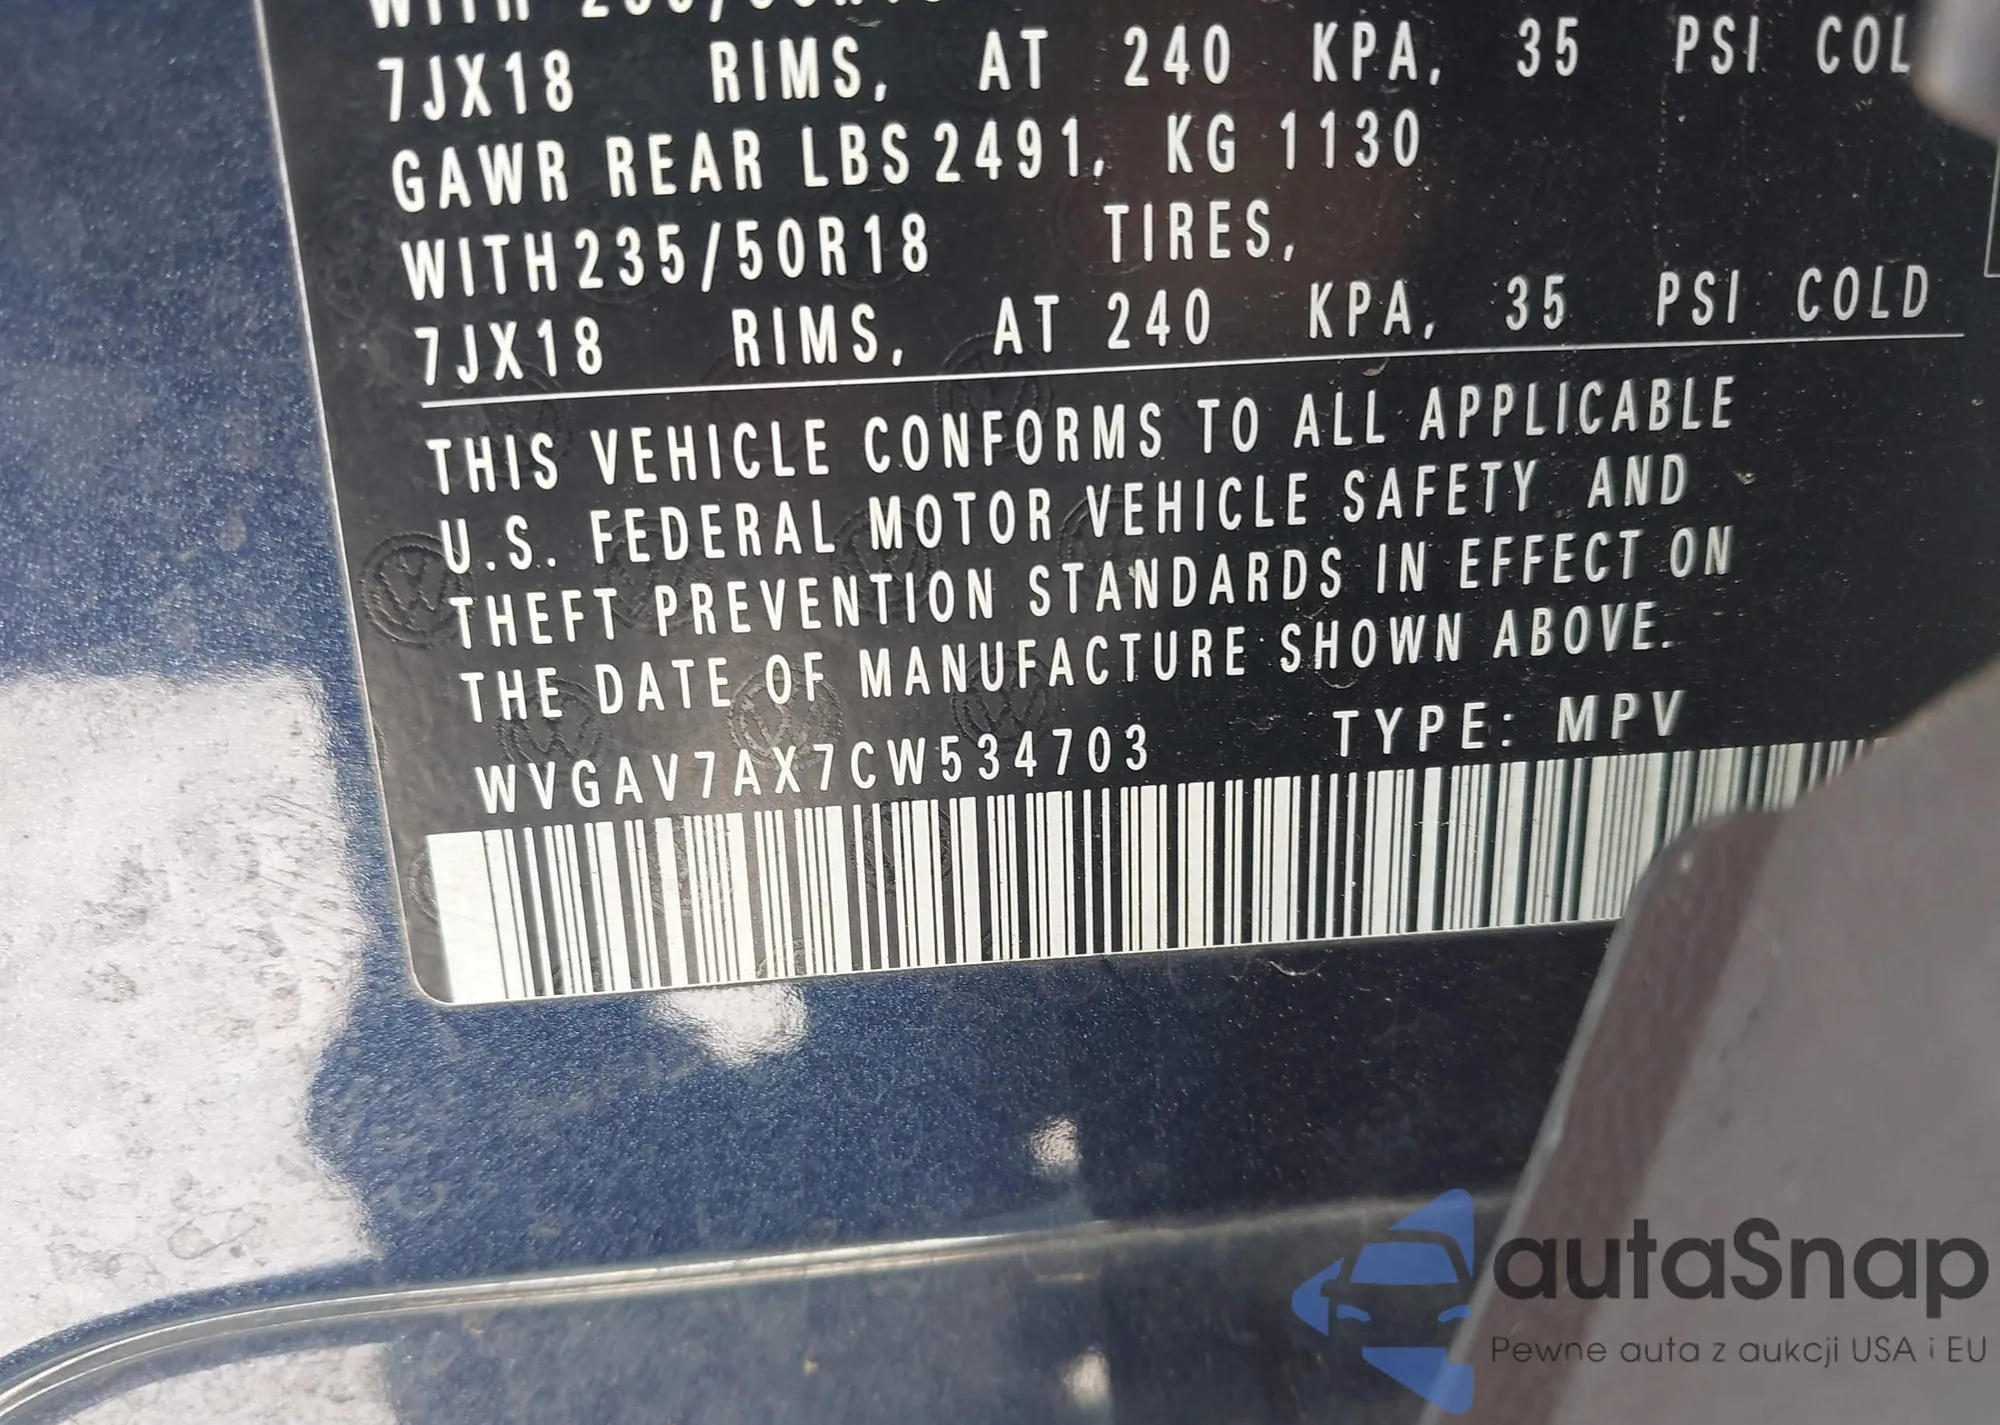 WITH 235/50R18
7JX18 RIMS, AT 240 KPA, 35 PSI COL
GAWR REAR LBS 2491, KG 1130
WITH 235/50R18 TIRES,
7JX18 RIMS, AT 240 KPA, 35 PSI COLD
THIS VEHICLE CONFORMS TO ALL APPLICABLE
U.S. FEDERAL MOTOR VEHICLE SAFETY AND
THEFT PREVENTION STANDARDS IN EFFECT ON
THE DATE OF MANUFACTURE SHOWN ABOVE.
WVGAV7AX7CW534703 TYPE: MPV
autaSnap
Pewne auta z aukcji USA i EU